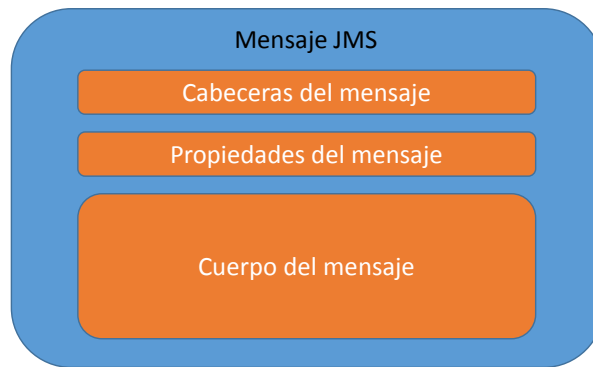 Mensaje JMS
Cabeceras del mensaje
Propiedades del mensaje
Cuerpo del mensaje